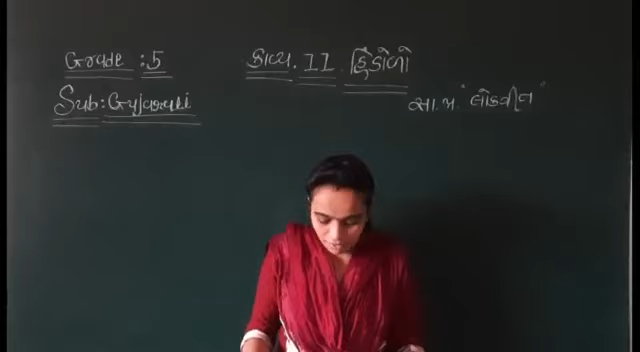 Grade : 5
Sub : Gujarati
કાવ્ય. 11. હિંડોળો
સા.પ્ર. "લોકગીત"